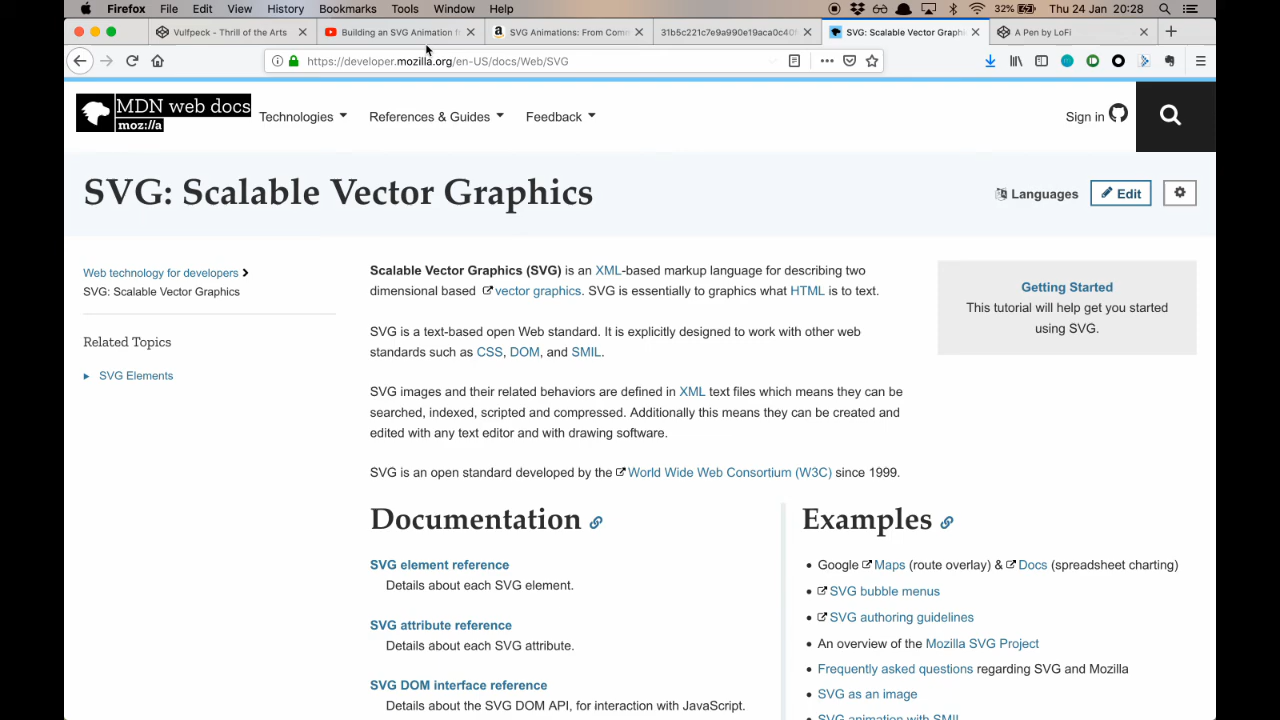 Firefox File Edit View History Bookmarks Tools Window Help 32% Thu 24 Jan 20:28
Vulfpeck - Thrill of the Arts Building an SVG Animation SVG Animations: From Com 31b5c221c7e9a990e19aca0c40f SVG: Scalable Vector Graphi A Pen by LoFi
https://developer.mozilla.org/en-US/docs/Web/SVG
MDN web docs
moz://a
Technologies References & Guides Feedback Sign in
SVG: Scalable Vector Graphics
Languages Edit
Web technology for developers
SVG: Scalable Vector Graphics
Related Topics
SVG Elements
Scalable Vector Graphics (SVG) is an XML-based markup language for describing two
dimensional based vector graphics. SVG is essentially to graphics what HTML is to text.
SVG is a text-based open Web standard. It is explicitly designed to work with other web
standards such as CSS, DOM, and SMIL.
SVG images and their related behaviors are defined in XML text files which means they can be
searched, indexed, scripted and compressed. Additionally this means they can be created and
edited with any text editor and with drawing software.
SVG is an open standard developed by the World Wide Web Consortium (W3C) since 1999.
Getting Started
This tutorial will help get you started
using SVG.
Documentation
SVG element reference
Details about each SVG element.
SVG attribute reference
Details about each SVG attribute.
SVG DOM interface reference
Details about the SVG DOM API, for interaction with JavaScript.
Examples
• Google Maps (route overlay) & Docs (spreadsheet charting)
• SVG bubble menus
• SVG authoring guidelines
• An overview of the Mozilla SVG Project
• Frequently asked questions regarding SVG and Mozilla
• SVG as an image
• SVG animation with SMIL